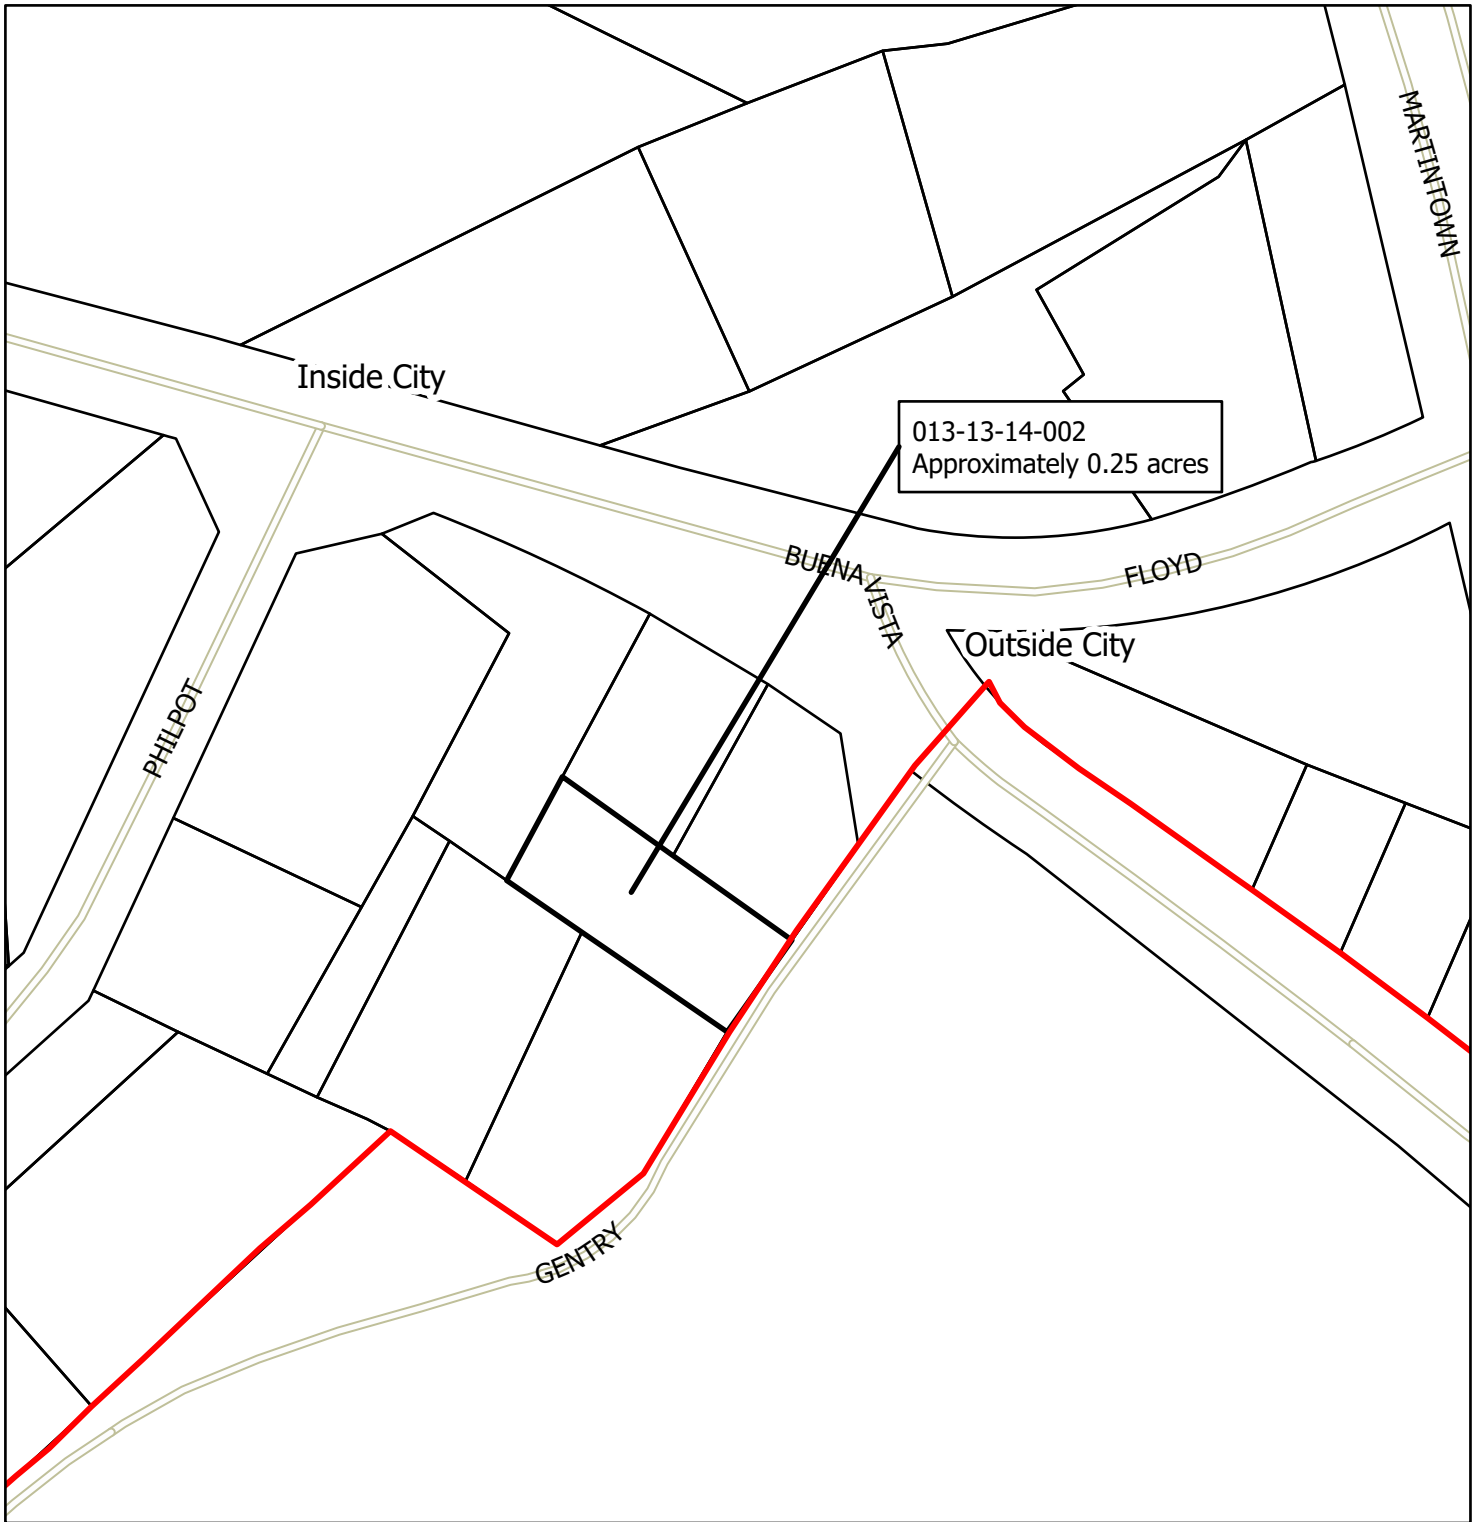 MARTINTOWN
Inside City
013-13-14-002
Approximately 0.25 acres
BUENA VISTA
FLOYD
Outside City
PHILPOT
GENTRY